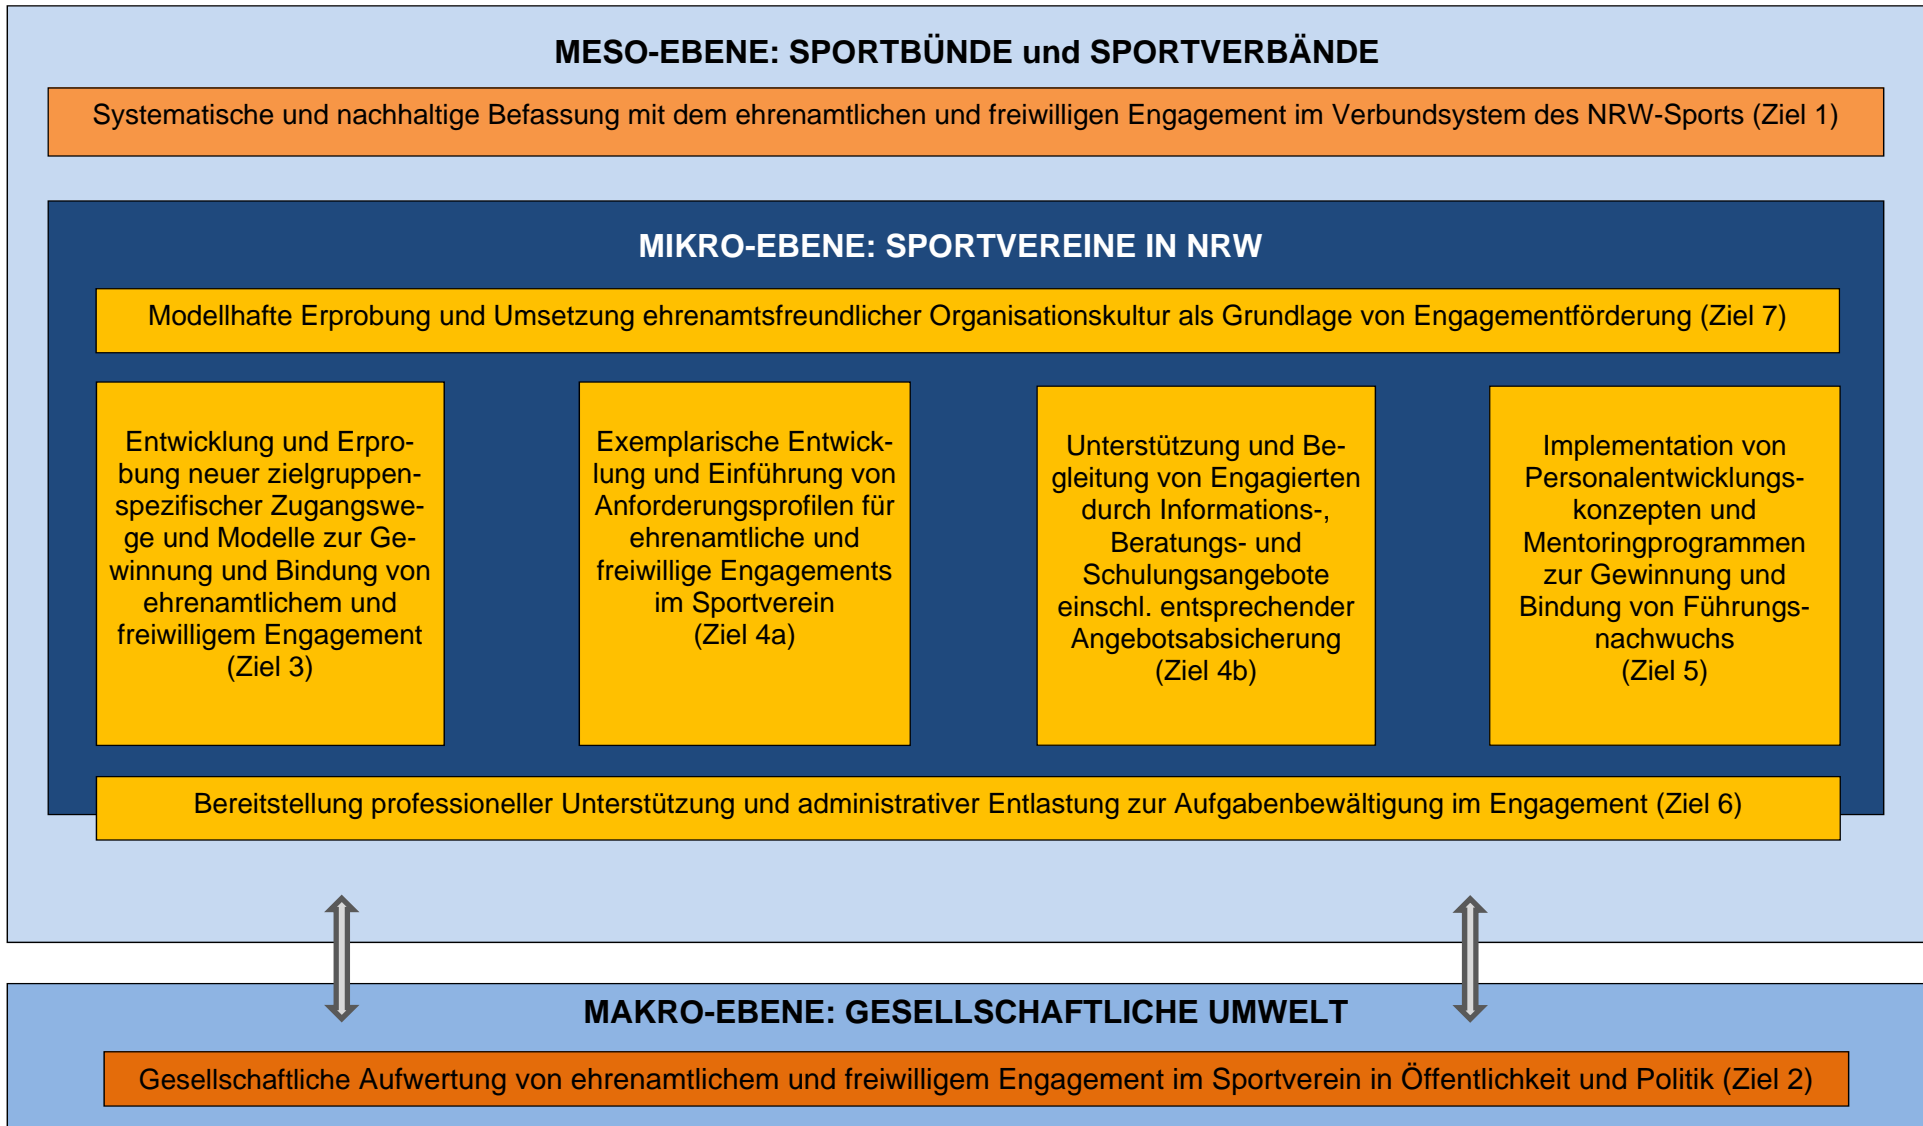 MESO-EBENE: SPORTBÜNDE und SPORTVERBÄNDE
Systematische und nachhaltige Befassung mit dem ehrenamtlichen und freiwilligen Engagement im Verbundsystem des NRW-Sports (Ziel 1)
MIKRO-EBENE: SPORTVEREINE IN NRW
Modellhafte Erprobung und Umsetzung ehrenamtsfreundlicher Organisationskultur als Grundlage von Engagementförderung (Ziel 7)
Entwicklung und Erpro-
bung neuer zielgruppen-
spezifischer Zugangswe-
ge und Modelle zur Ge-
winnung und Bindung von
ehrenamtlichem und
freiwilligem Engagement
(Ziel 3)
Exemplarische Entwick-
lung und Einführung von
Anforderungsprofilen für
ehrenamtliche und
freiwillige Engagements
im Sportverein
(Ziel 4a)
Unterstützung und Be-
gleitung von Engagierten
durch Informations-,
Beratungs- und
Schulungsangebote
einschl. entsprechender
Angebotsabsicherung
(Ziel 4b)
Implementation von
Personalentwicklungs-
konzepten und
Mentoringprogrammen
zur Gewinnung und
Bindung von Führungs-
nachwuchs
(Ziel 5)
Bereitstellung professioneller Unterstützung und administrativer Entlastung zur Aufgabenbewältigung im Engagement (Ziel 6)
MAKRO-EBENE: GESELLSCHAFTLICHE UMWELT
Gesellschaftliche Aufwertung von ehrenamtlichem und freiwilligem Engagement im Sportverein in Öffentlichkeit und Politik (Ziel 2)